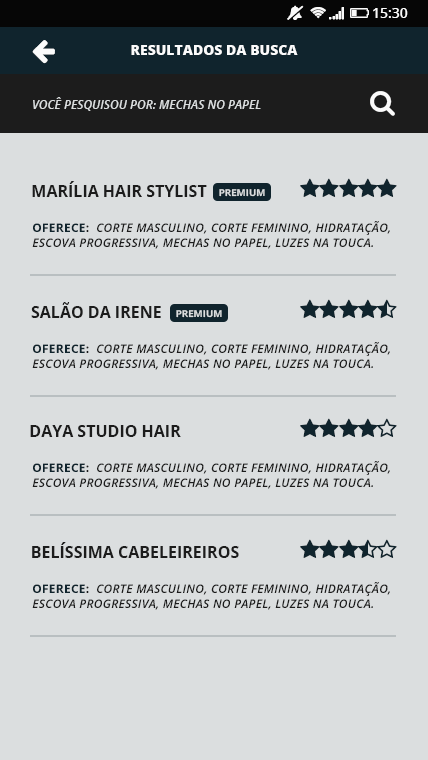 15:30
RESULTADOS DA BUSCA
VOCÊ PESQUISOU POR: MECHAS NO PAPEL
MARÍLIA HAIR STYLIST PREMIUM
OFERECE: CORTE MASCULINO, CORTE FEMININO, HIDRATAÇÃO,
ESCOVA PROGRESSIVA, MECHAS NO PAPEL, LUZES NA TOUCA.
SALÃO DA IRENE PREMIUM
OFERECE: CORTE MASCULINO, CORTE FEMININO, HIDRATAÇÃO,
ESCOVA PROGRESSIVA, MECHAS NO PAPEL, LUZES NA TOUCA.
DAYA STUDIO HAIR
OFERECE: CORTE MASCULINO, CORTE FEMININO, HIDRATAÇÃO,
ESCOVA PROGRESSIVA, MECHAS NO PAPEL, LUZES NA TOUCA.
BELÍSSIMA CABELEIREIROS
OFERECE: CORTE MASCULINO, CORTE FEMININO, HIDRATAÇÃO,
ESCOVA PROGRESSIVA, MECHAS NO PAPEL, LUZES NA TOUCA.